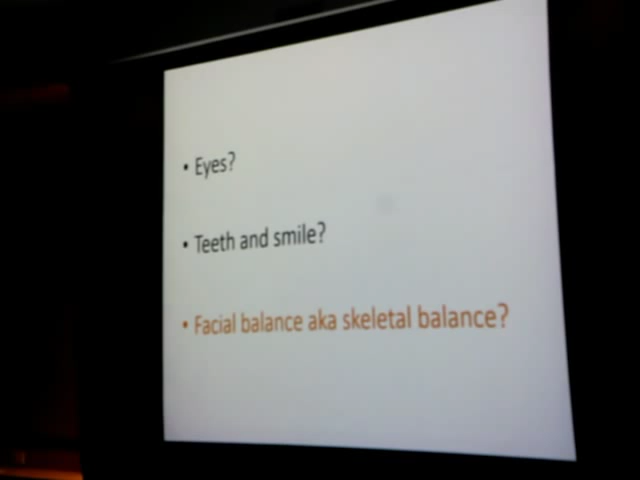 • Eyes?
• Teeth and smile?
• Facial balance aka skeletal balance?